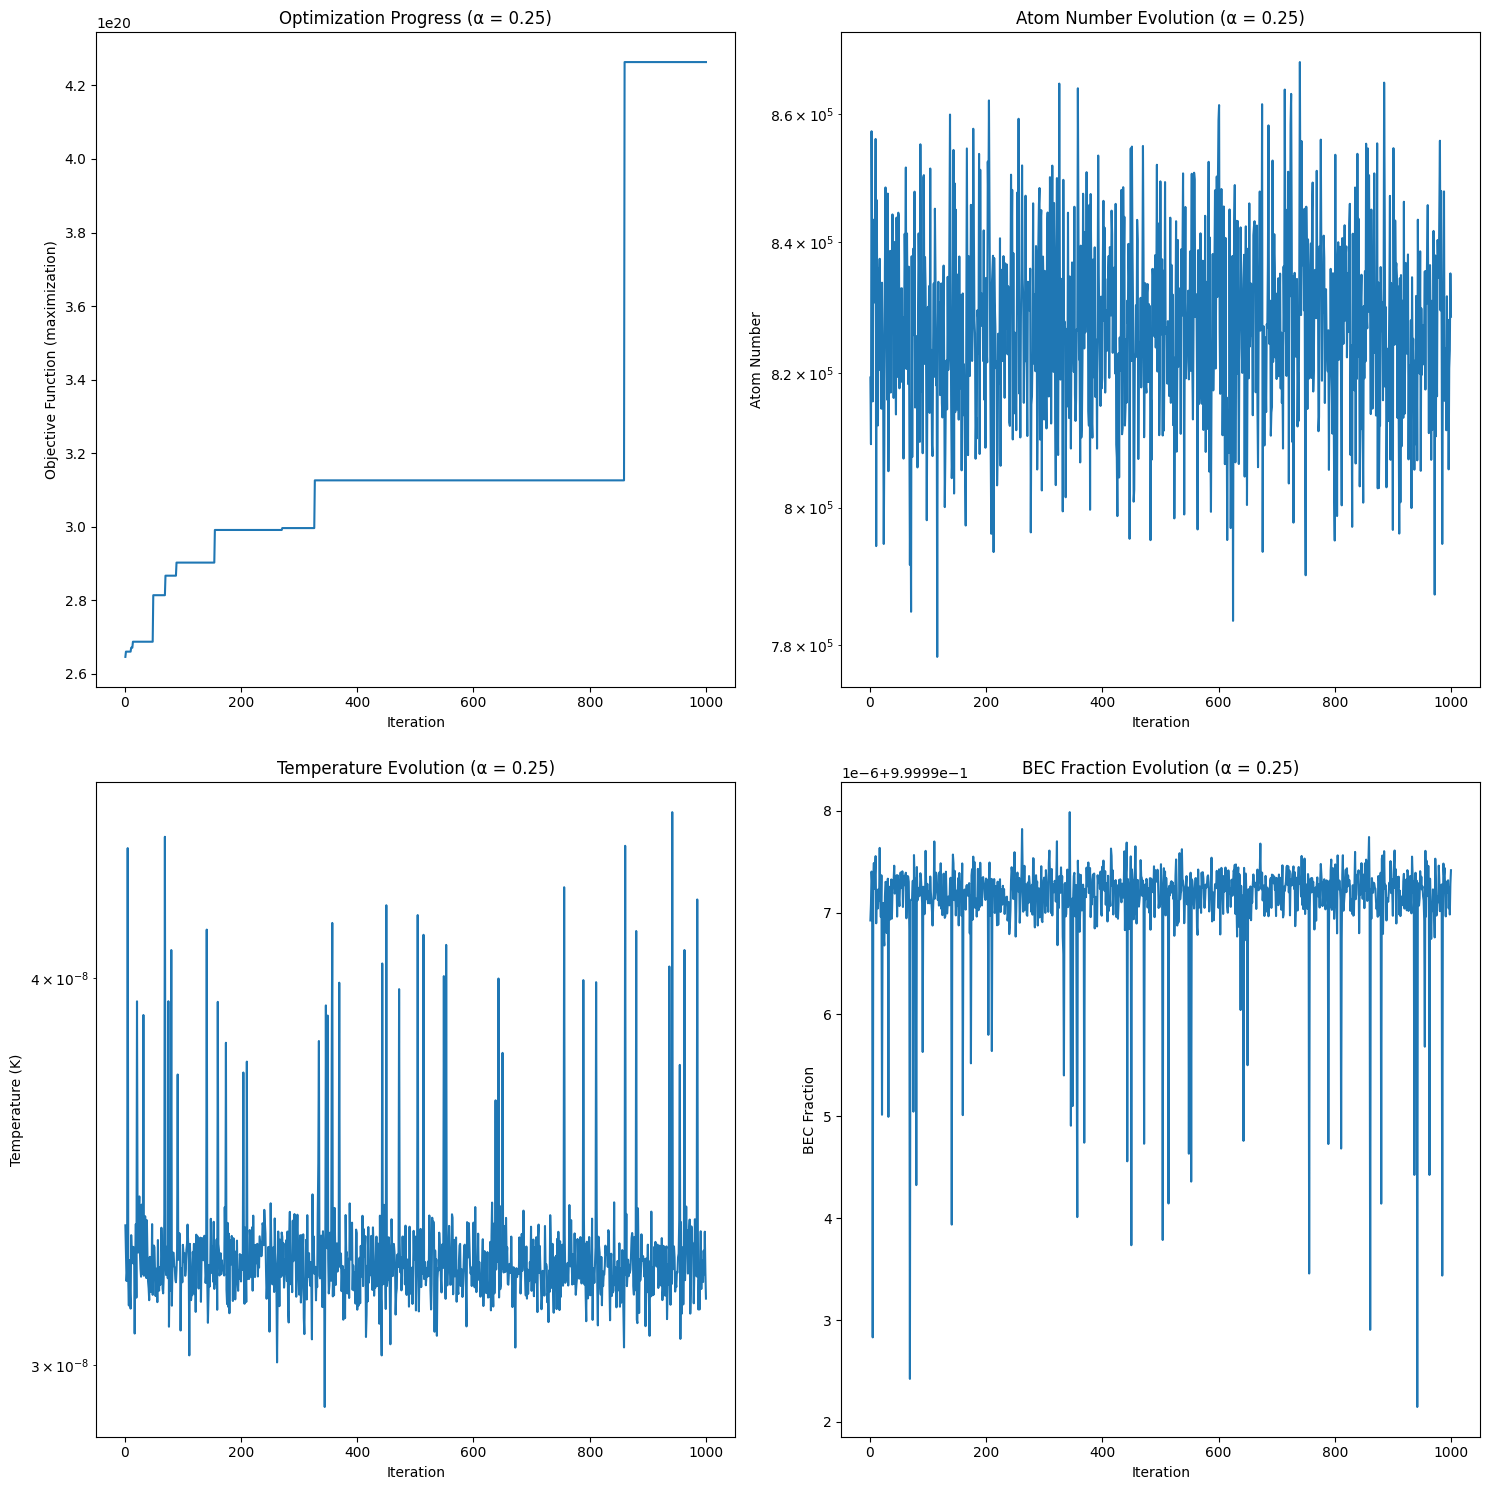 Optimization Progress (α = 0.25)
1e20
Objective Function (maximization)
4.2
4.0
3.8
3.6
3.4
3.2
3.0
2.8
2.6
0 200 400 600 800 1000
Iteration
Atom Number Evolution (α = 0.25)
Atom Number
8.6 × 10⁵
8.4 × 10⁵
8.2 × 10⁵
8 × 10⁵
7.8 × 10⁵
0 200 400 600 800 1000
Iteration
Temperature Evolution (α = 0.25)
Temperature (K)
4 × 10⁻⁸
3 × 10⁻⁸
0 200 400 600 800 1000
Iteration
BEC Fraction Evolution (α = 0.25)
1e−6+9.9999e−1
BEC Fraction
8
7
6
5
4
3
2
0 200 400 600 800 1000
Iteration